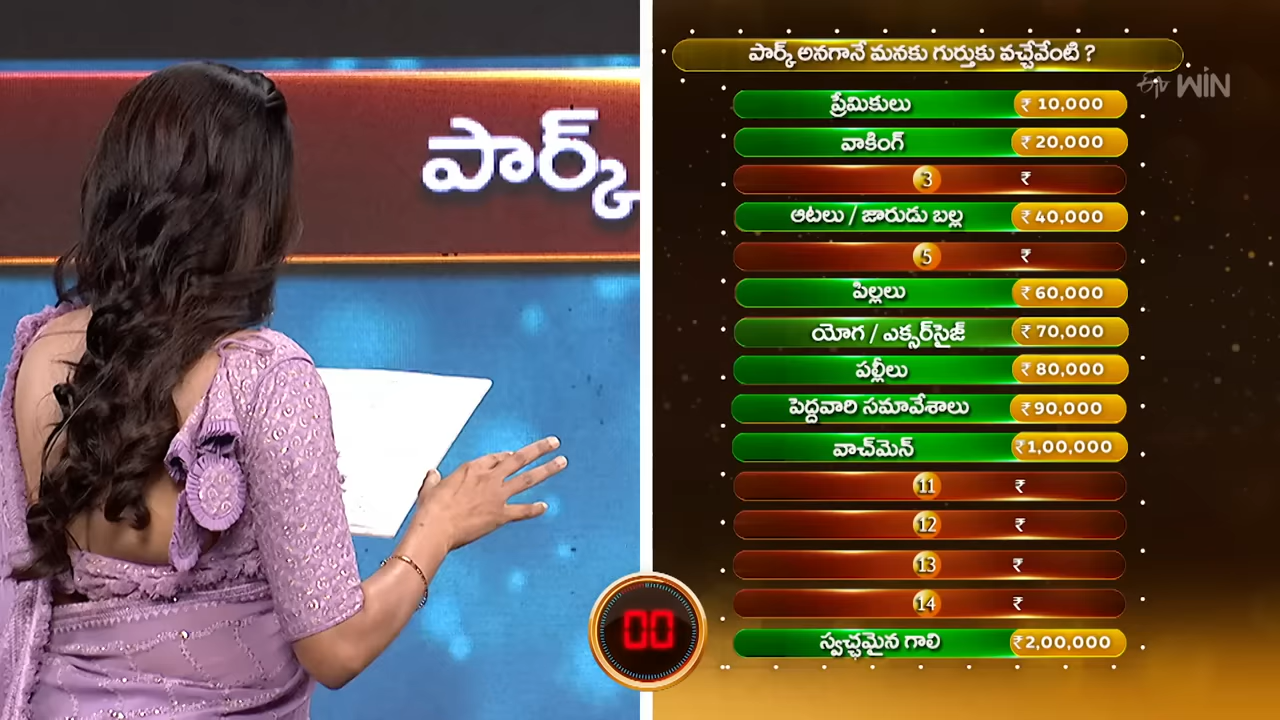 పార్క్
పార్క్ అనగానే మనకు గుర్తుకు వచ్చేవేంటి ?
ETV WIN
ప్రేమికులు ₹ 10,000
వాకింగ్ ₹ 20,000
3 ₹
ఆటలు / జారుడు బల్ల ₹ 40,000
5 ₹
పిల్లలు ₹ 60,000
యోగ / ఎక్సర్‌సైజ్ ₹ 70,000
పల్లీలు ₹ 80,000
పెద్దవారి సమావేశాలు ₹ 90,000
వాచ్‌మెన్ ₹ 1,00,000
11 ₹
12 ₹
13 ₹
14 ₹
స్వచ్ఛమైన గాలి ₹ 2,00,000
00